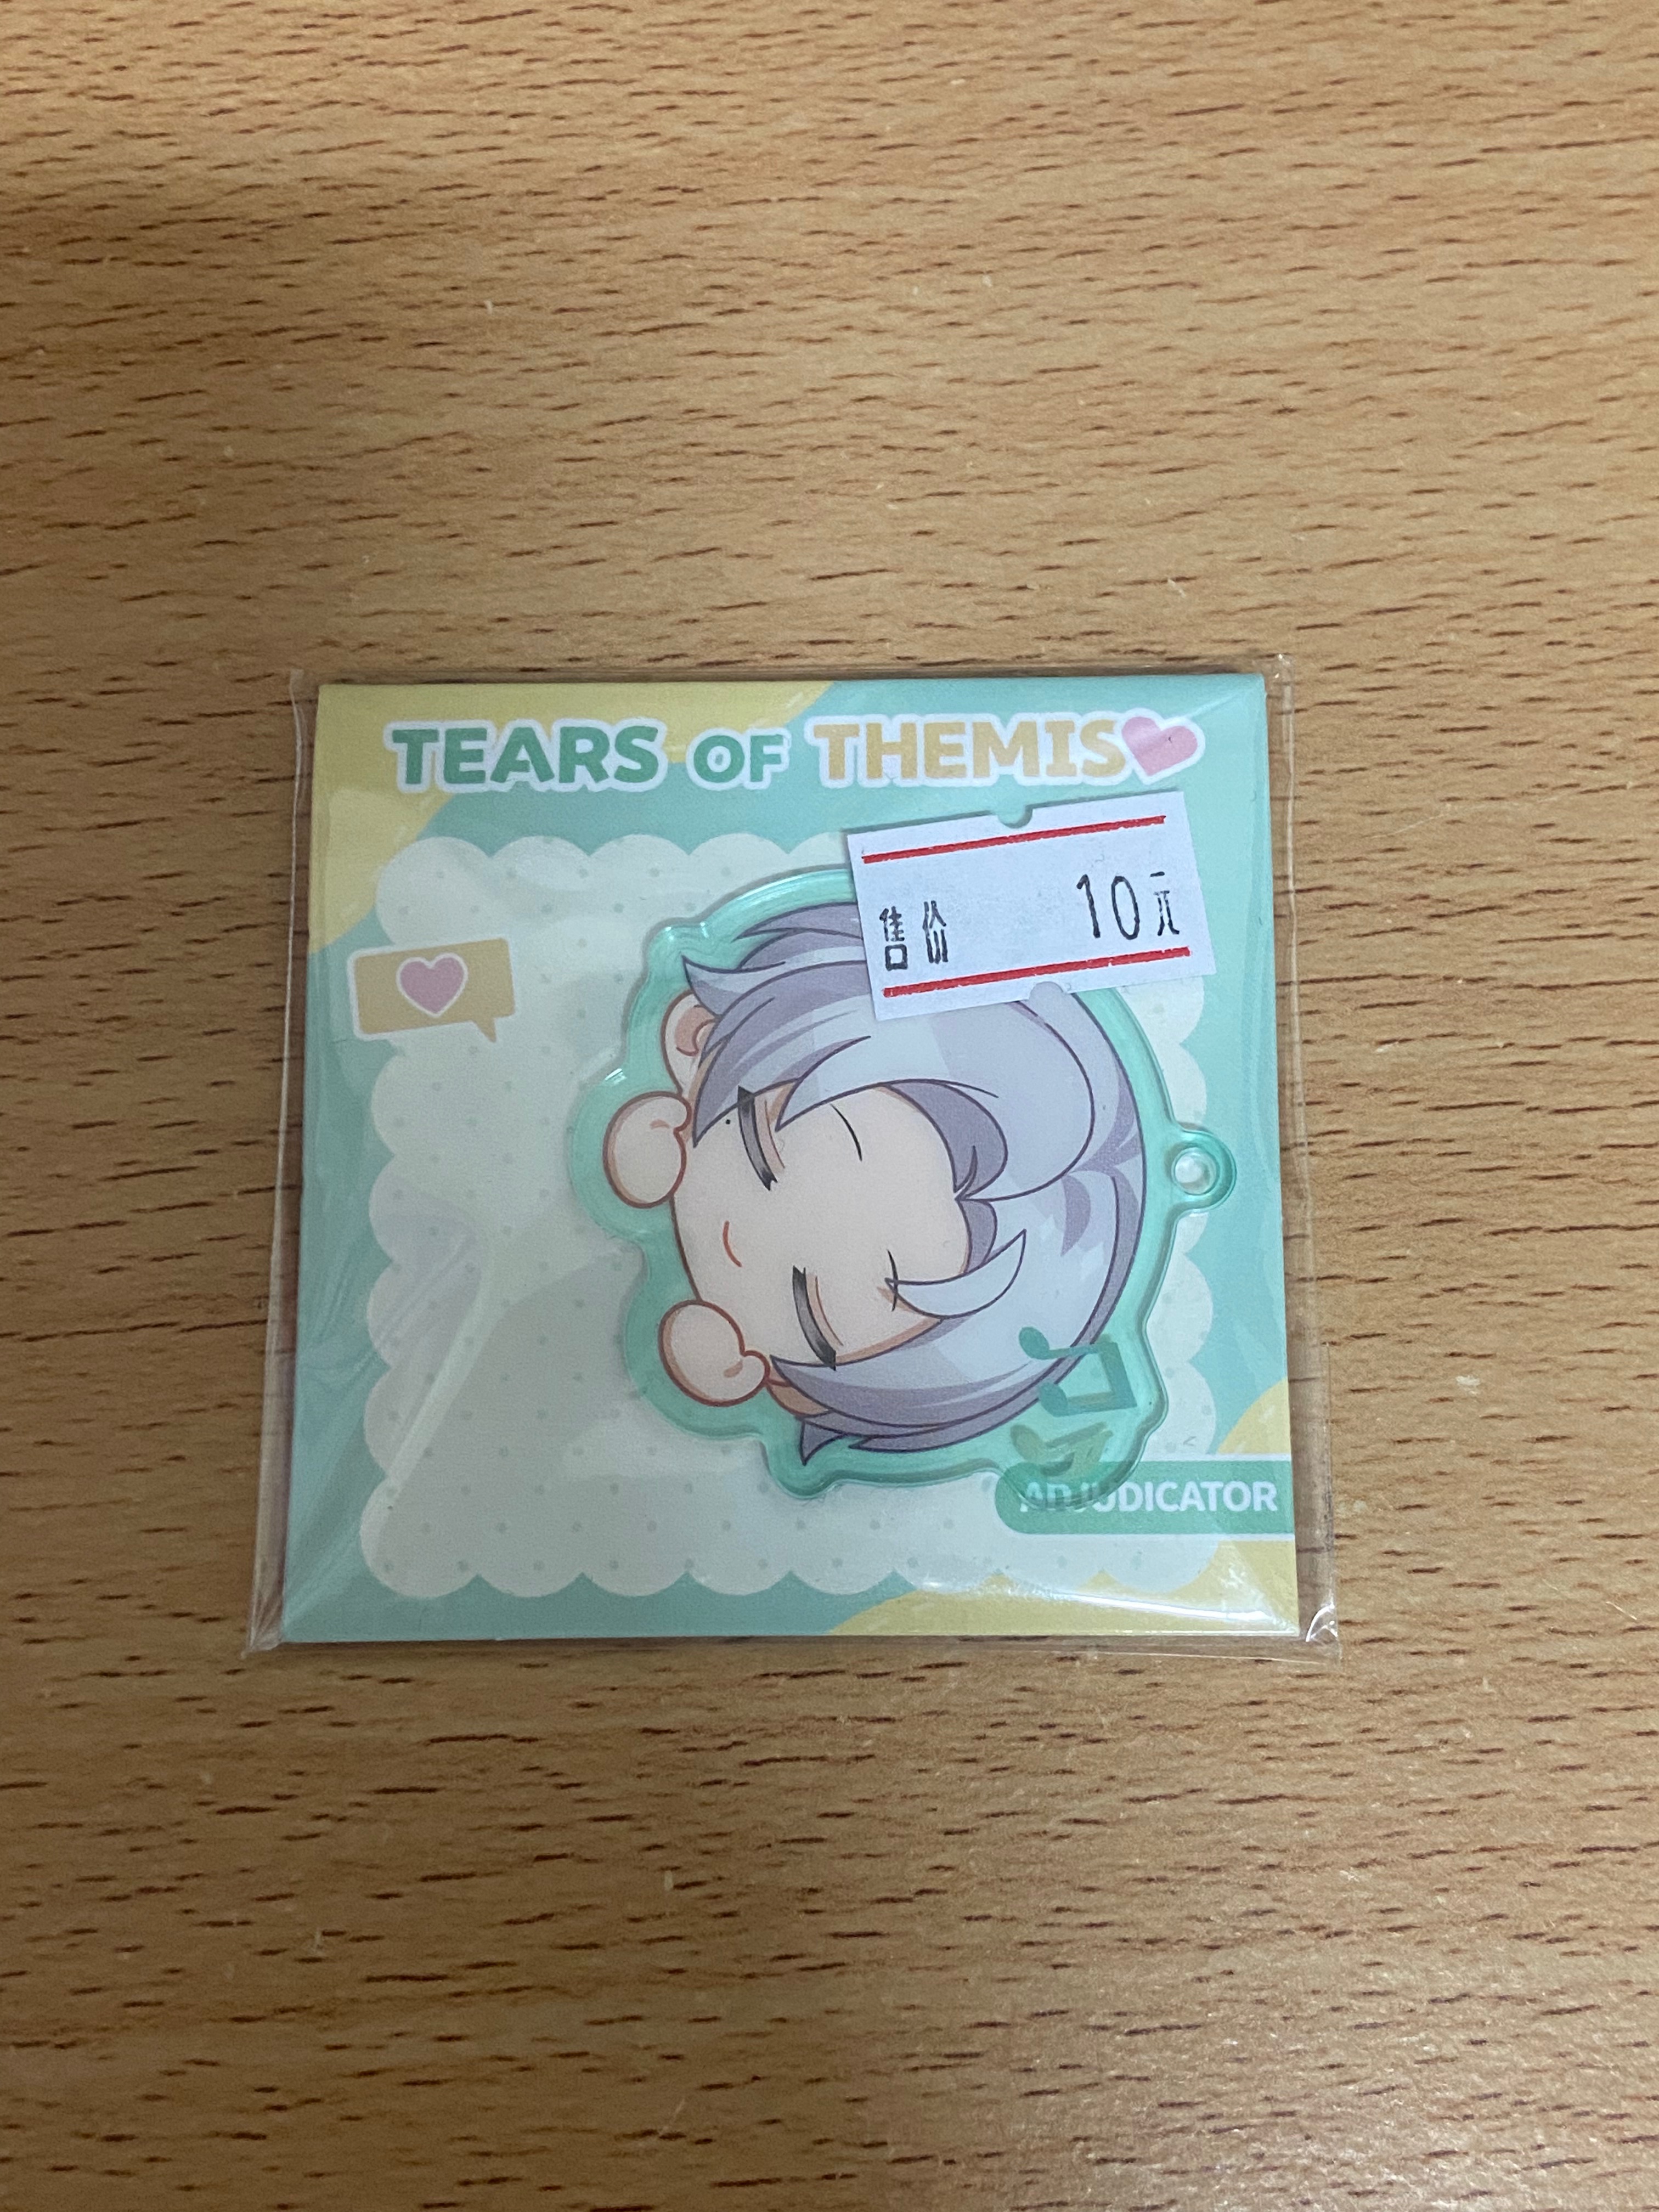 TEARS OF THEMIS
售价 10元
ADJUDICATOR